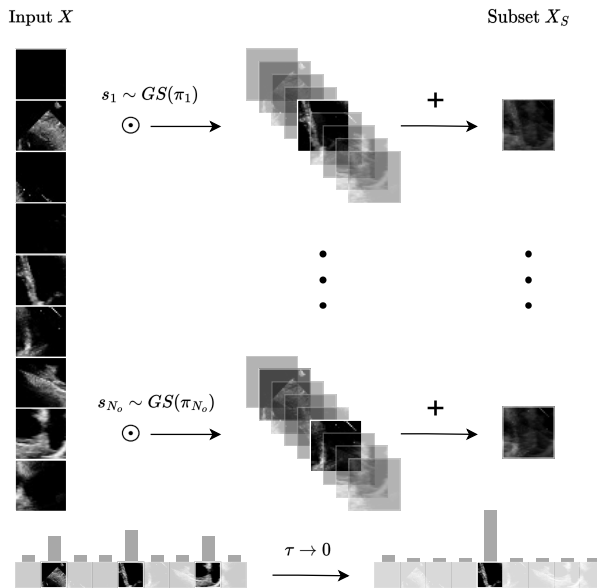 Input X
Subset X_S
s_1 ∼ GS(π_1)
⊙
+
s_{N_o} ∼ GS(π_{N_o})
⊙
+
τ → 0